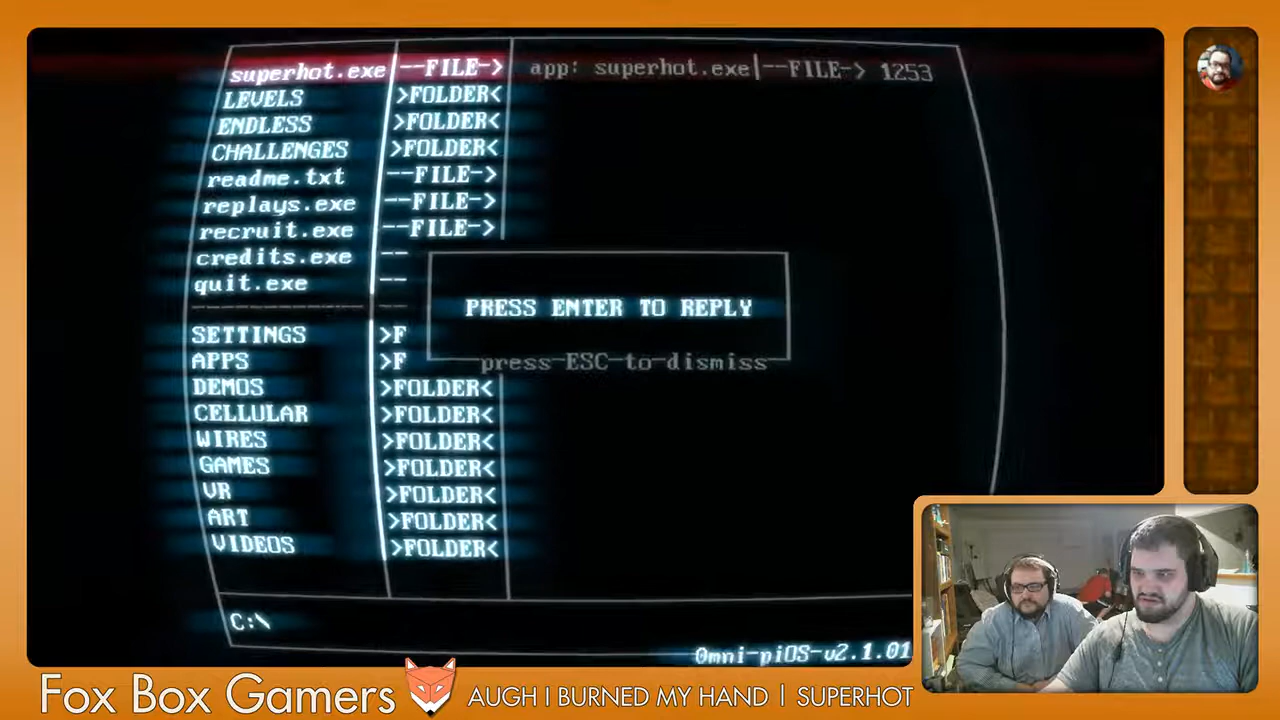 superhot.exe --FILE-> app: superhot.exe|--FILE-> 1253
LEVELS >FOLDER<
ENDLESS >FOLDER<
CHALLENGES >FOLDER<
readme.txt --FILE->
replays.exe --FILE->
recruit.exe --FILE->
credits.exe --
quit.exe --
PRESS ENTER TO REPLY
press ESC to dismiss
SETTINGS >F
APPS >F
DEMOS >FOLDER<
CELLULAR >FOLDER<
WIRES >FOLDER<
GAMES >FOLDER<
VR >FOLDER<
ART >FOLDER<
VIDEOS >FOLDER<
C:\
Omni-piOS-v2.1.01
Fox Box Gamers AUGH I BURNED MY HAND | SUPERHOT